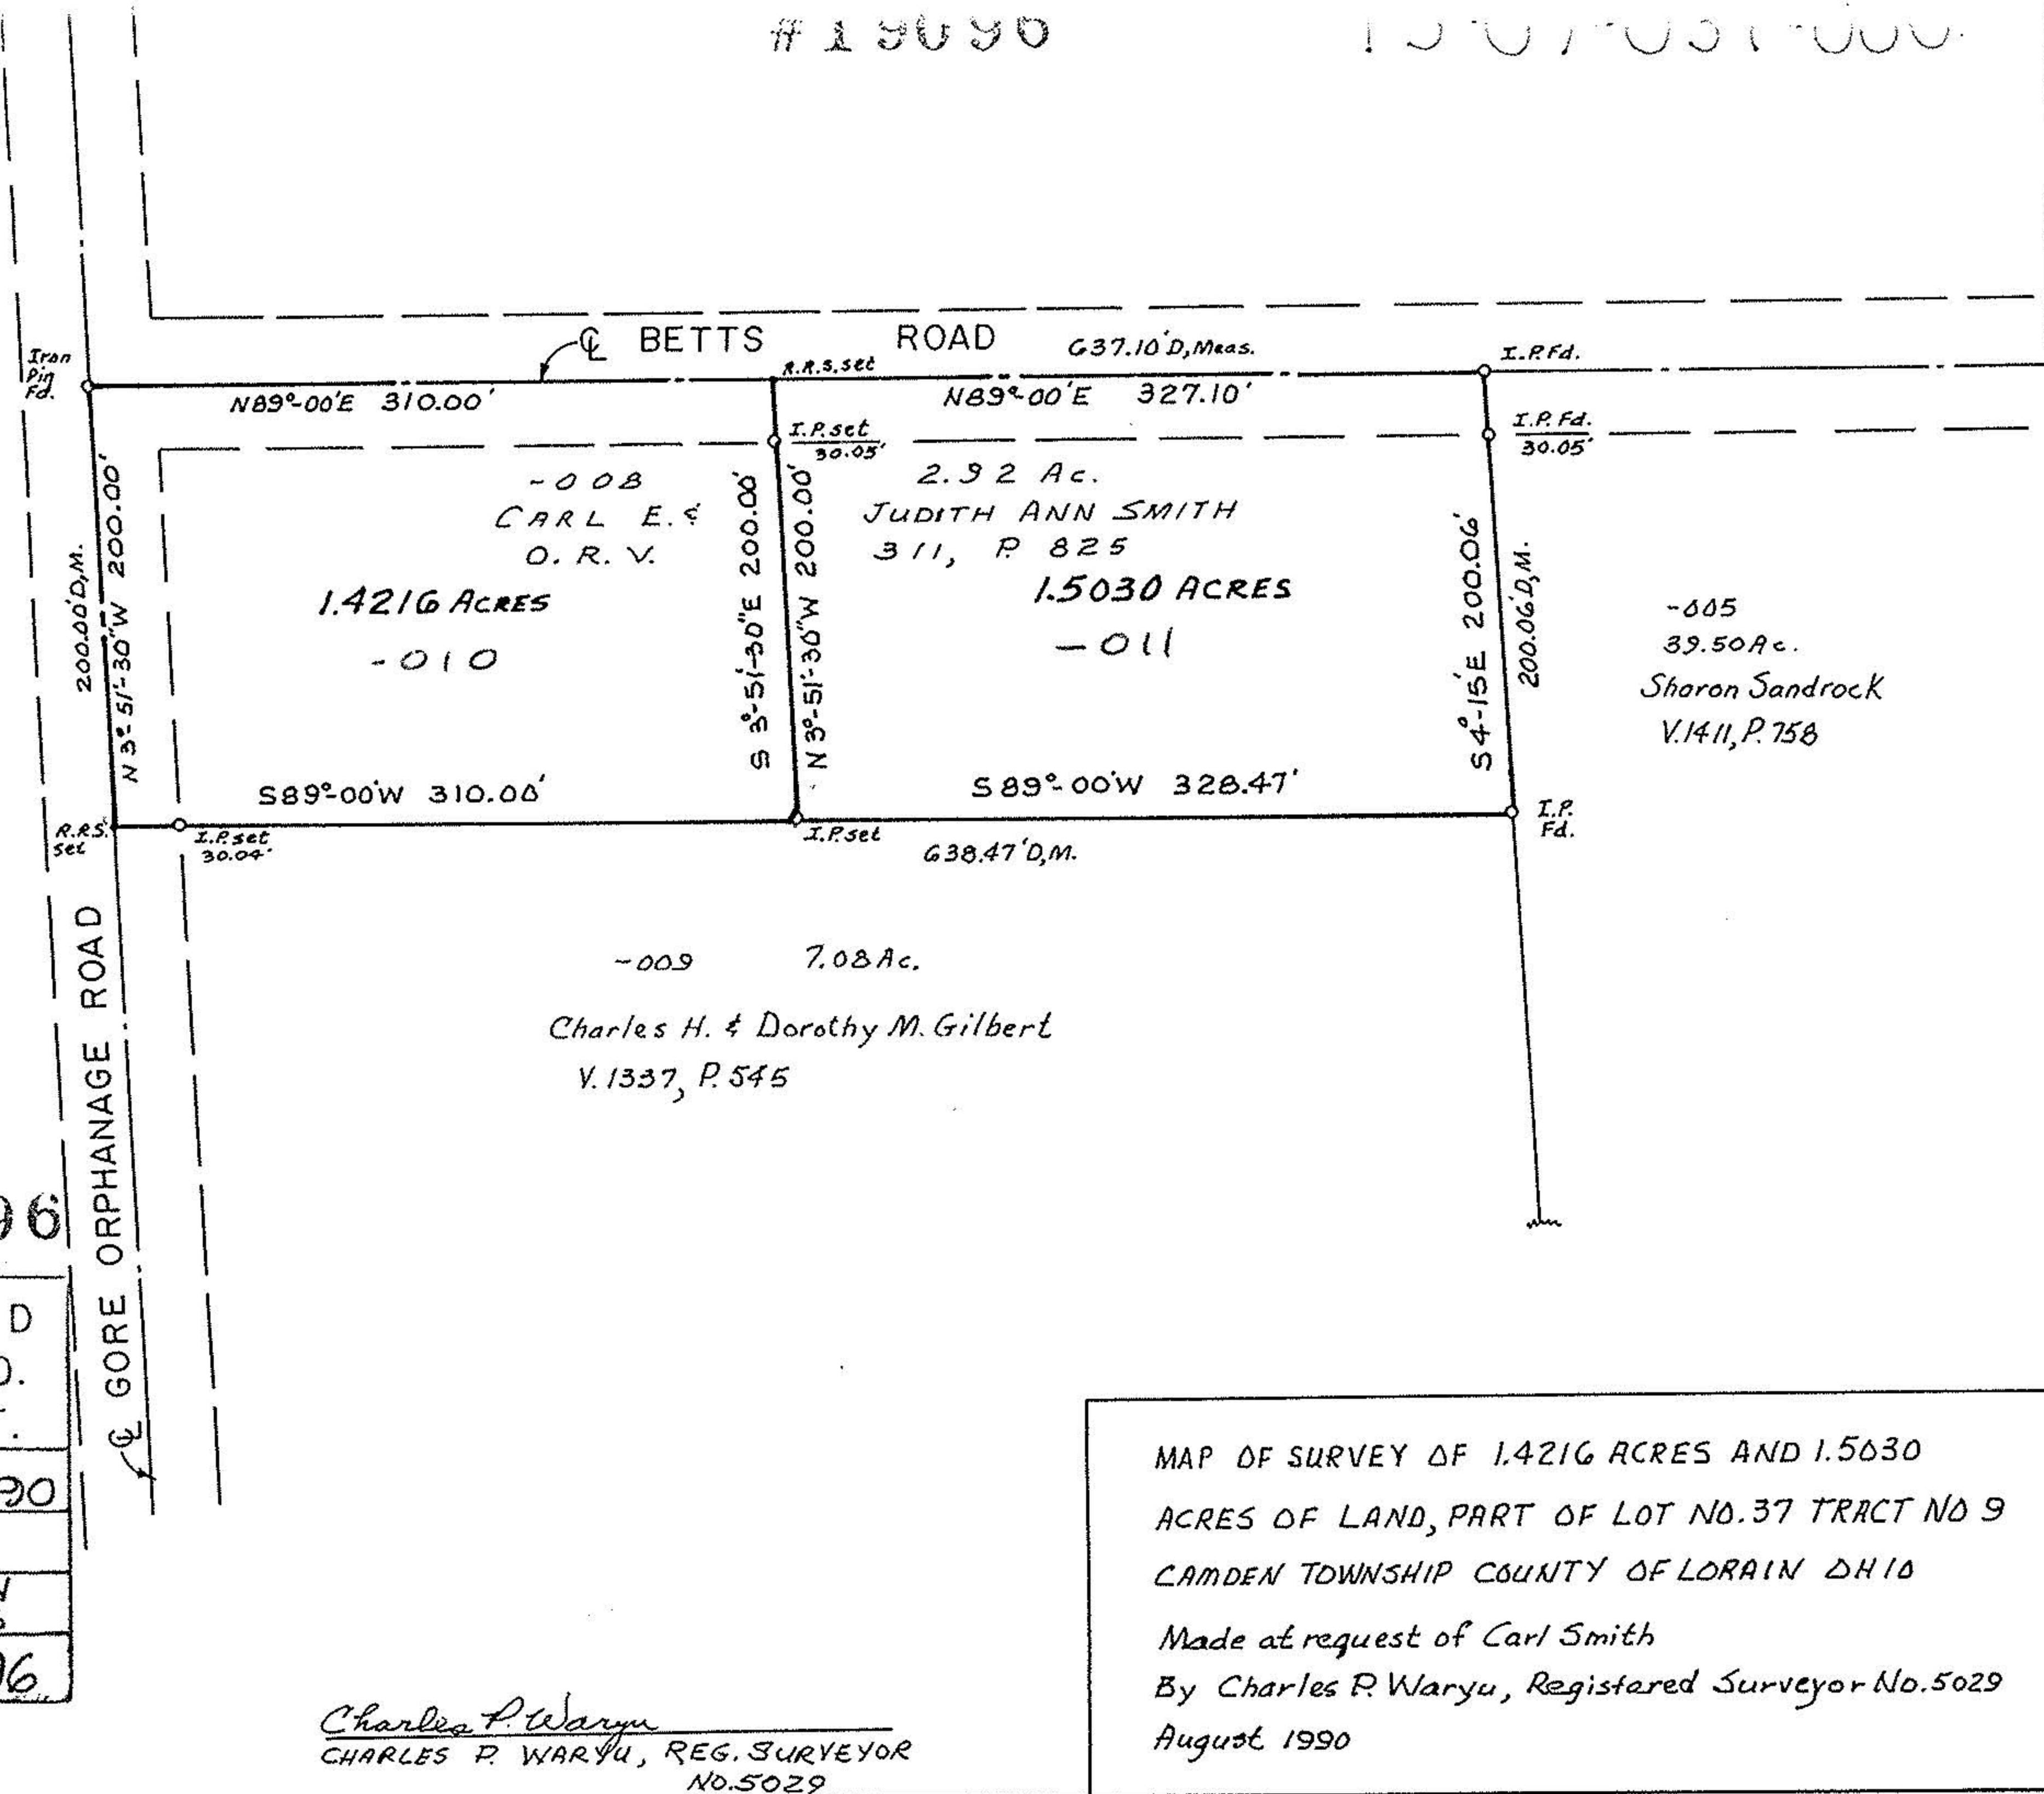 #19096
℄ BETTS ROAD
637.10' D, Meas.
I.P. Fd.
Iron
Pin
Fd.
R.R.S. set
N89°-00'E 310.00'
N89°-00'E 327.10'
I.P. set
30.05'
I.P. Fd.
30.05'
-008
CARL E. &
O. R. V.
2.92 Ac.
JUDITH ANN SMITH
311, P. 825
1.4216 ACRES
-010
1.5030 ACRES
-011
200.00' D,M.
N 3°-51'-30"W 200.00'
S 3°-51'-30"E 200.00'
N 3°-51'-30"W 200.00'
S 4°-15'E 200.06'
200.06' D,M.
-005
39.50 Ac.
Sharon Sandrock
V.1411, P. 758
S89°-00'W 310.00'
S89°-00'W 328.47'
R.R.S.
Set
I.P. set
30.04'
I.P. set
638.47' D,M.
I.P.
Fd.
-009 7.08 Ac.
Charles H. & Dorothy M. Gilbert
V. 1337, P. 545
℄ GORE ORPHANAGE ROAD
96
D
90
96
MAP OF SURVEY OF 1.4216 ACRES AND 1.5030
ACRES OF LAND, PART OF LOT NO. 37 TRACT NO 9
CAMDEN TOWNSHIP COUNTY OF LORAIN OHIO
Made at request of Carl Smith
By Charles P. Waryu, Registared Surveyor No. 5029
August 1990
Charles P. Waryu
CHARLES P. WARYU, REG. SURVEYOR
NO. 5029